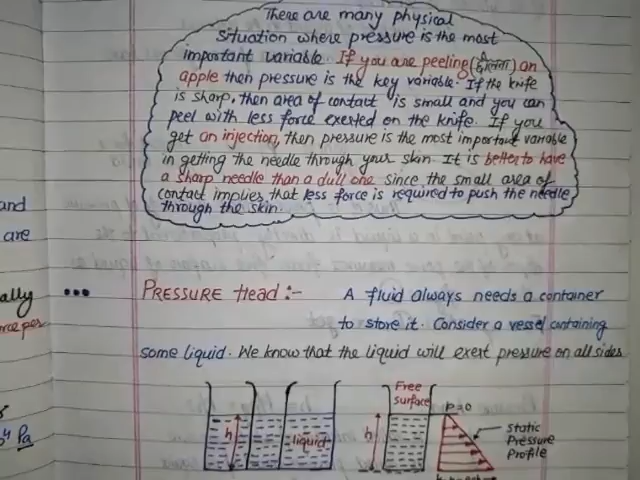 There are many physical
situation where pressure is the most
important variable. If you are peeling (छीलना) an
apple then pressure is the key variable. If the knife
is sharp, then area of contact is small and you can
peel with less force exerted on the knife. If you
get an injection, then pressure is the most important variable
in getting the needle through your skin. It is better to have
a sharp needle than a dull one since the small area of
contact implies that less force is required to push the needle
through the skin.
and
are
ally
rce per
Pa
••• PRESSURE Head :- A fluid always needs a container
to store it. Consider a vessel containing
some liquid. We know that the liquid will exert pressure on all sides
Free
surface
P=0
h
liquid
h
Static
Pressure
Profile